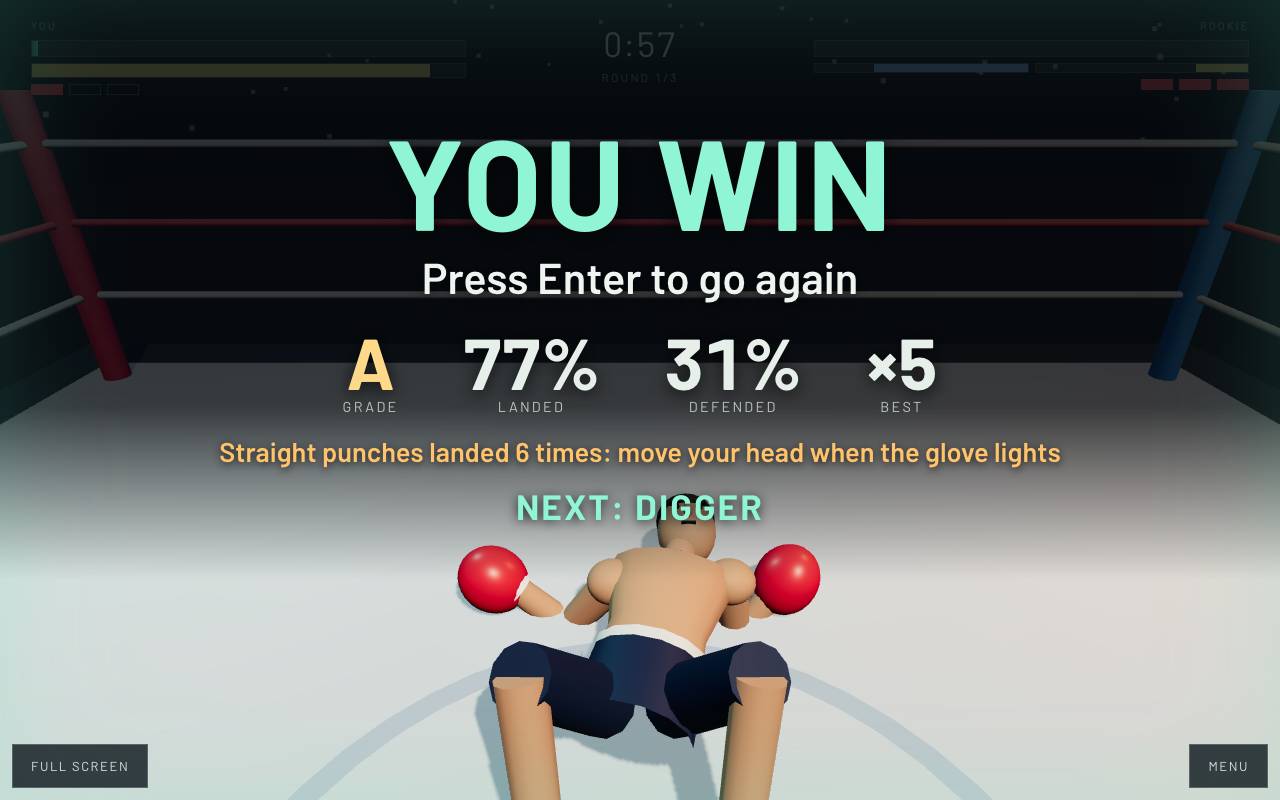 YOU
0:57
ROOKIE
ROUND 1/3
YOU WIN
Press Enter to go again
A 77% 31% ×5
GRADE LANDED DEFENDED BEST
Straight punches landed 6 times: move your head when the glove lights
NEXT: DIGGER
FULL SCREEN
MENU